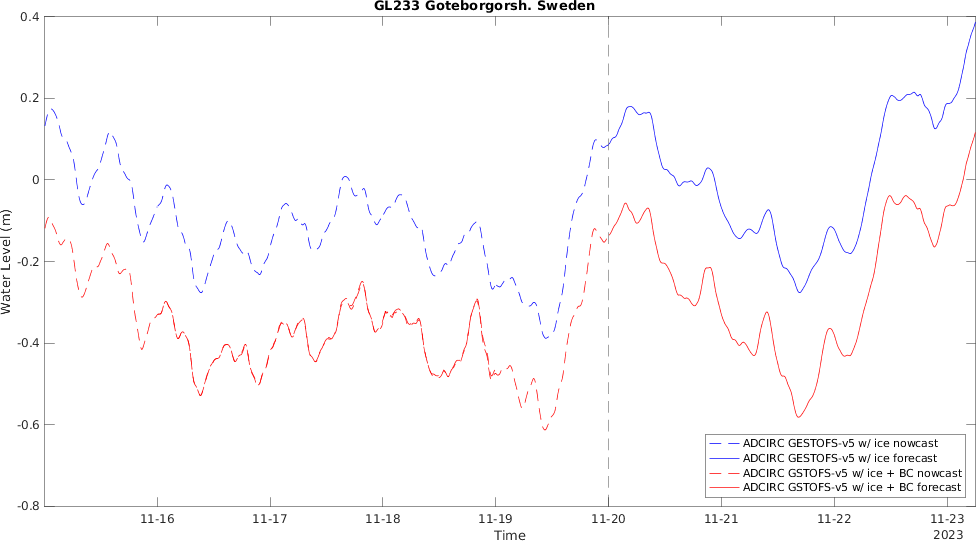 GL233 Goteborgorsh. Sweden
Water Level (m)
0.4
0.2
0
-0.2
-0.4
-0.6
-0.8
ADCIRC GESTOFS-v5 w/ ice nowcast
ADCIRC GESTOFS-v5 w/ ice forecast
ADCIRC GSTOFS-v5 w/ ice + BC nowcast
ADCIRC GSTOFS-v5 w/ ice + BC forecast
11-16 11-17 11-18 11-19 11-20 11-21 11-22 11-23
Time 2023